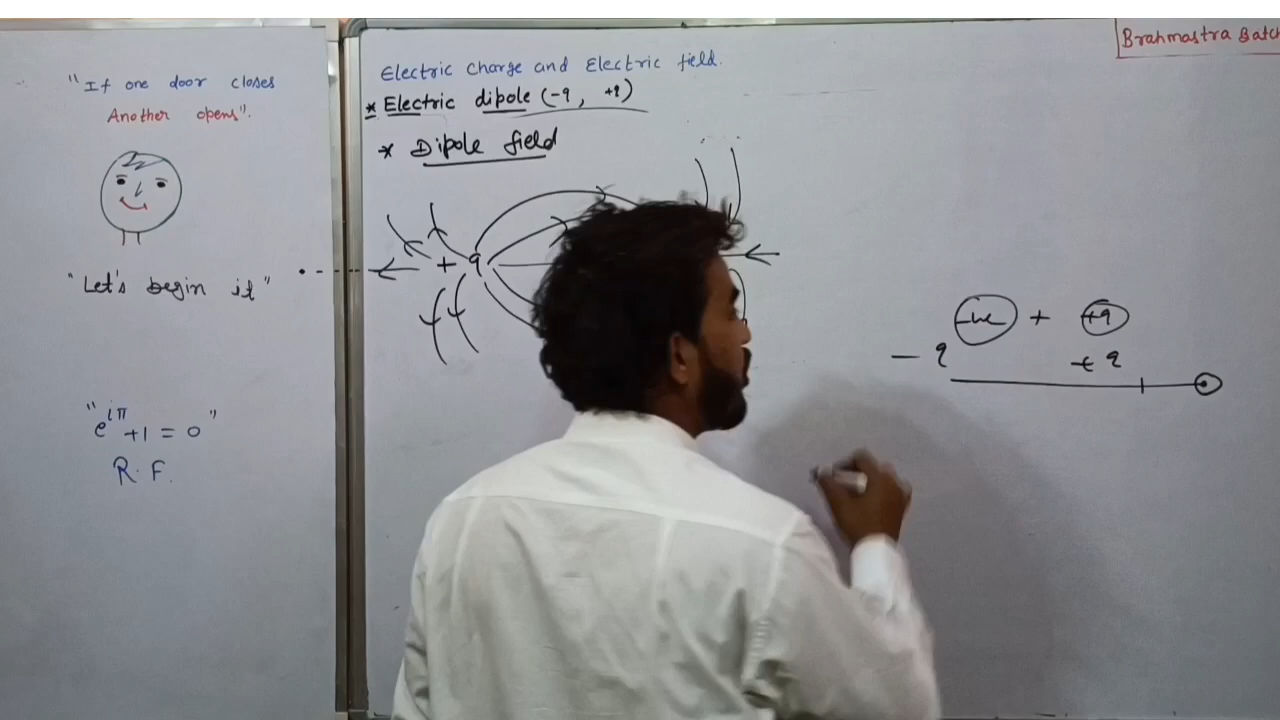 "If one door closes
Another opens".
"Let's begin it"
"e^iπ +1 = 0"
R. F.
Brahmastra Batch
Electric charge and Electric field.
* Electric dipole (-q, +q)
* Dipole field
+ q
-ve + +q
- q +q